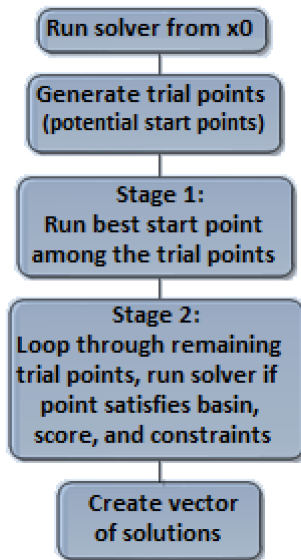 Run solver from x0
Generate trial points
(potential start points)
Stage 1:
Run best start point
among the trial points
Stage 2:
Loop through remaining
trial points, run solver if
point satisfies basin,
score, and constraints
Create vector
of solutions